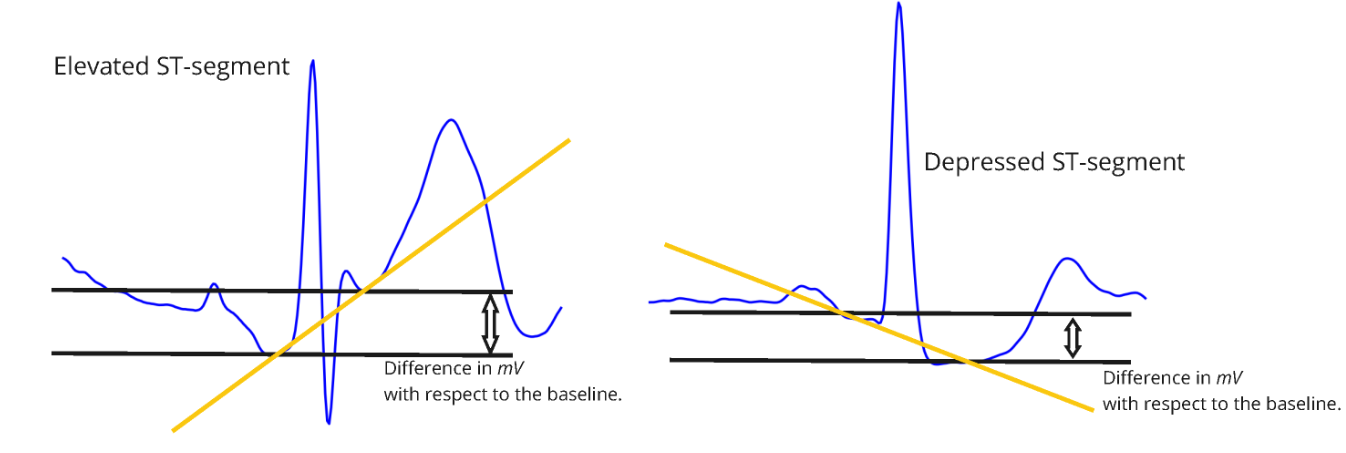 Elevated ST-segment
Difference in mV
with respect to the baseline.
Depressed ST-segment
Difference in mV
with respect to the baseline.